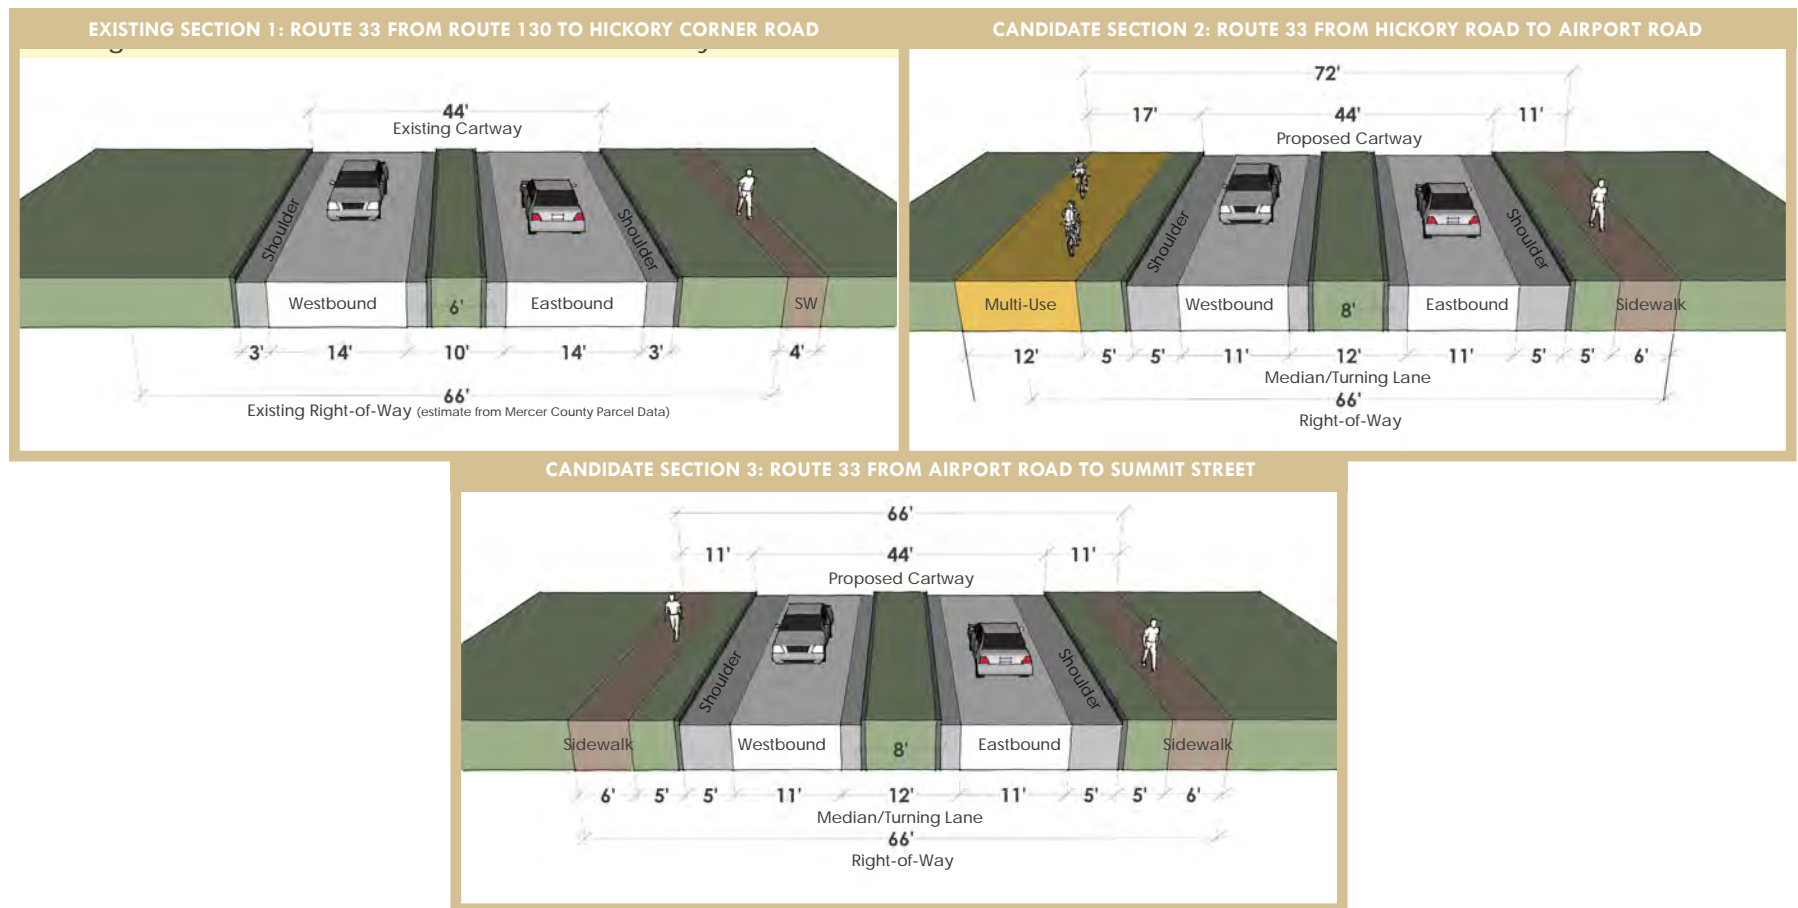 EXISTING SECTION 1: ROUTE 33 FROM ROUTE 130 TO HICKORY CORNER ROAD
44'
Existing Cartway
Shoulder
Shoulder
Westbound
6'
Eastbound
SW
3' 14' 10' 14' 3' 4'
66'
Existing Right-of-Way (estimate from Mercer County Parcel Data)
CANDIDATE SECTION 2: ROUTE 33 FROM HICKORY ROAD TO AIRPORT ROAD
72'
17' 44' 11'
Proposed Cartway
Shoulder
Shoulder
Multi-Use
Westbound
8'
Eastbound
Sidewalk
12' 5' 5' 11' 12' 11' 5' 5' 6'
Median/Turning Lane
66'
Right-of-Way
CANDIDATE SECTION 3: ROUTE 33 FROM AIRPORT ROAD TO SUMMIT STREET
66'
11' 44' 11'
Proposed Cartway
Shoulder
Shoulder
Sidewalk
Westbound
8'
Eastbound
Sidewalk
6' 5' 5' 11' 12' 11' 5' 5' 6'
Median/Turning Lane
66'
Right-of-Way